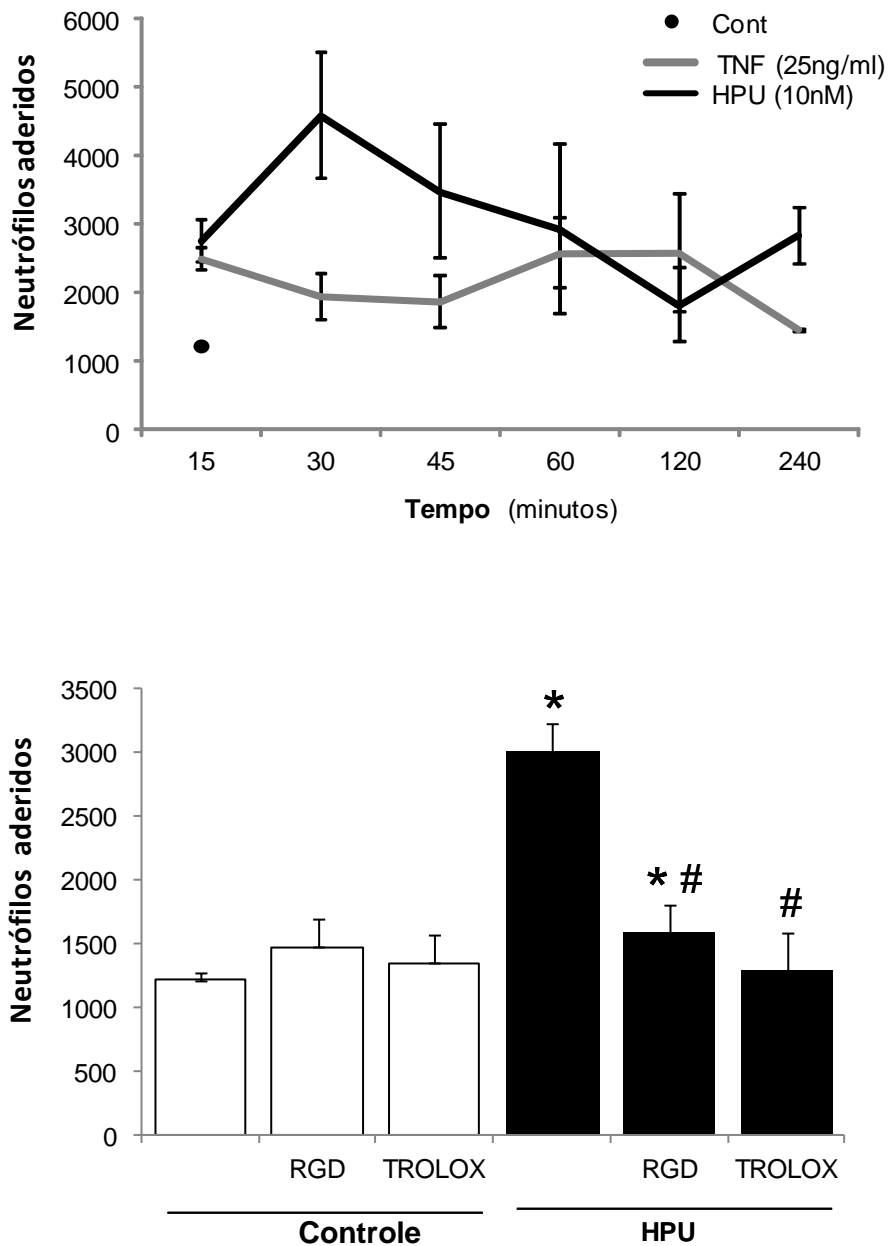 6000
5000
4000
3000
2000
1000
0
Neutrófilos aderidos
Cont
TNF (25ng/ml)
HPU (10nM)
15 30 45 60 120 240
Tempo (minutos)
3500
3000
2500
2000
1500
1000
500
0
Neutrófilos aderidos
*
* #
#
RGD TROLOX RGD TROLOX
Controle HPU